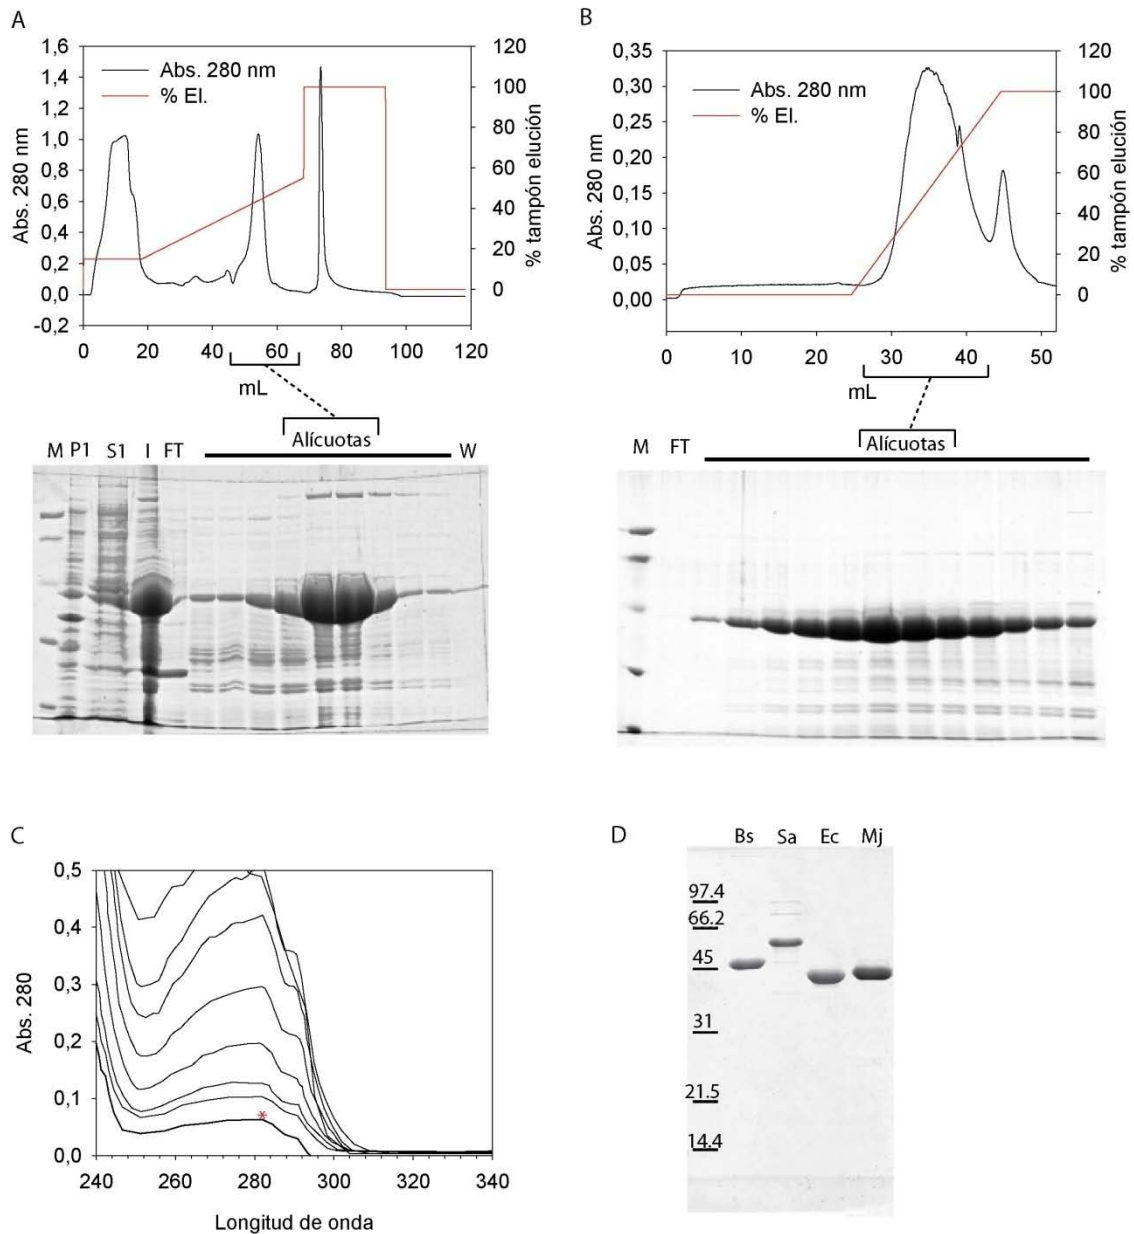 A
1,6
1,4
1,2
1,0
0,8
0,6
0,4
0,2
0,0
-0,2
Abs. 280 nm
Abs. 280 nm
% El.
120
100
80
60
40
20
0
% tampón elución
0 20 40 60 80 100 120
mL
Alícuotas
M P1 S1 I FT W
B
0,35
0,30
0,25
0,20
0,15
0,10
0,05
0,00
Abs. 280 nm
Abs. 280 nm
% El.
120
100
80
60
40
20
0
% tampón elución
0 10 20 30 40 50
mL
Alícuotas
M FT
C
0,5
0,4
0,3
0,2
0,1
0,0
Abs. 280
*
240 260 280 300 320 340
Longitud de onda
D
Bs Sa Ec Mj
97.4
66.2
45
31
21.5
14.4